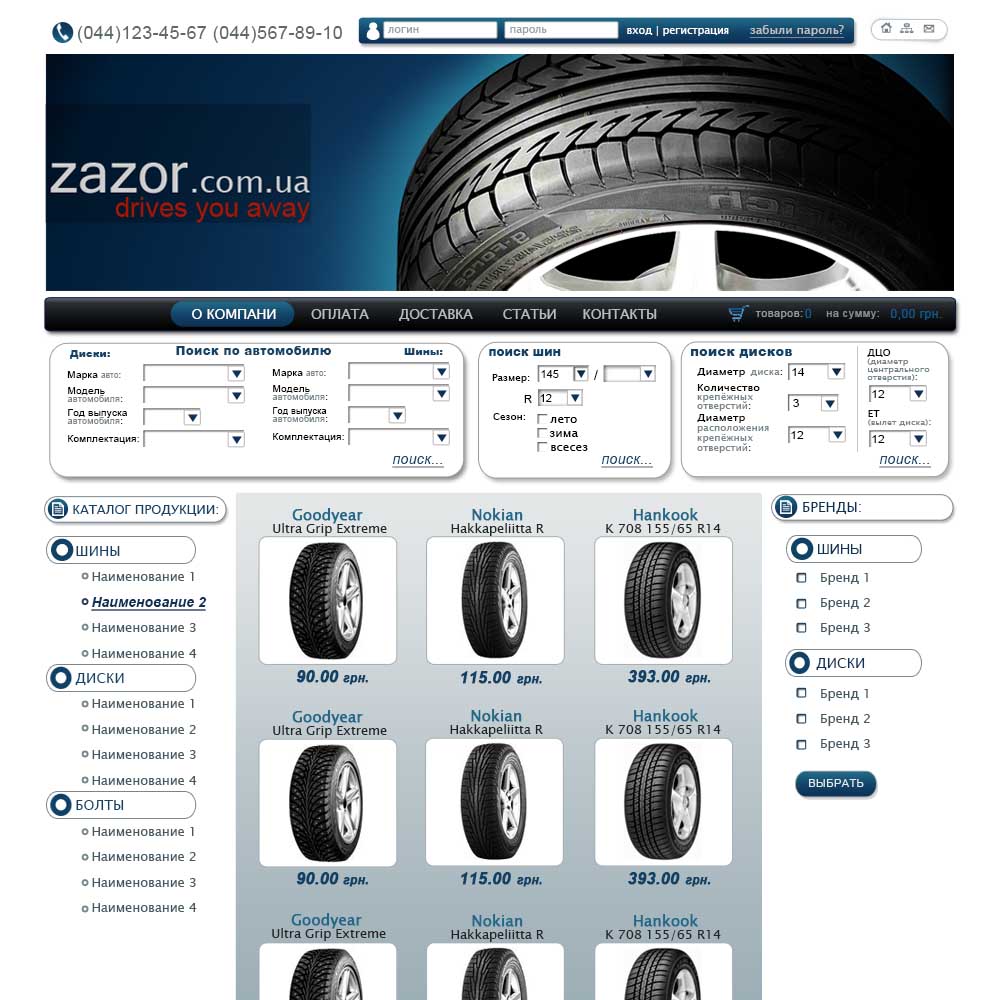 (044)123-45-67 (044)567-89-10
логин
пароль
вход | регистрация
забыли пароль?
zazor.com.ua
drives you away
О КОМПАНИ
ОПЛАТА
ДОСТАВКА
СТАТЬИ
КОНТАКТЫ
товаров:0
на сумму: 0,00 грн.
Поиск по автомобилю
Диски:
Марка авто:
Модель
автомобиля:
Год выпуска
автомобиля:
Комплектация:
Шины:
Марка авто:
Модель
автомобиля:
Год выпуска
автомобиля:
Комплектация:
поиск...
поиск шин
Размер: 145 /
R 12
Сезон: лето
зима
всесез
поиск...
поиск дисков
Диаметр диска: 14
Количество
крепёжных
отверстий: 3
Диаметр
расположения
крепёжных
отверстий: 12
ДЦО
(диаметр
центрального
отверстия):
12
ЕТ
(вылет диска):
12
поиск...
КАТАЛОГ ПРОДУКЦИИ:
ШИНЫ
Наименование 1
Наименование 2
Наименование 3
Наименование 4
ДИСКИ
Наименование 1
Наименование 2
Наименование 3
Наименование 4
БОЛТЫ
Наименование 1
Наименование 2
Наименование 3
Наименование 4
Goodyear
Ultra Grip Extreme
90.00 грн.
Nokian
Hakkapeliitta R
115.00 грн.
Hankook
K 708 155/65 R14
393.00 грн.
Goodyear
Ultra Grip Extreme
90.00 грн.
Nokian
Hakkapeliitta R
115.00 грн.
Hankook
K 708 155/65 R14
393.00 грн.
Goodyear
Ultra Grip Extreme
Nokian
Hakkapeliitta R
Hankook
K 708 155/65 R14
БРЕНДЫ:
ШИНЫ
Бренд 1
Бренд 2
Бренд 3
ДИСКИ
Бренд 1
Бренд 2
Бренд 3
ВЫБРАТЬ